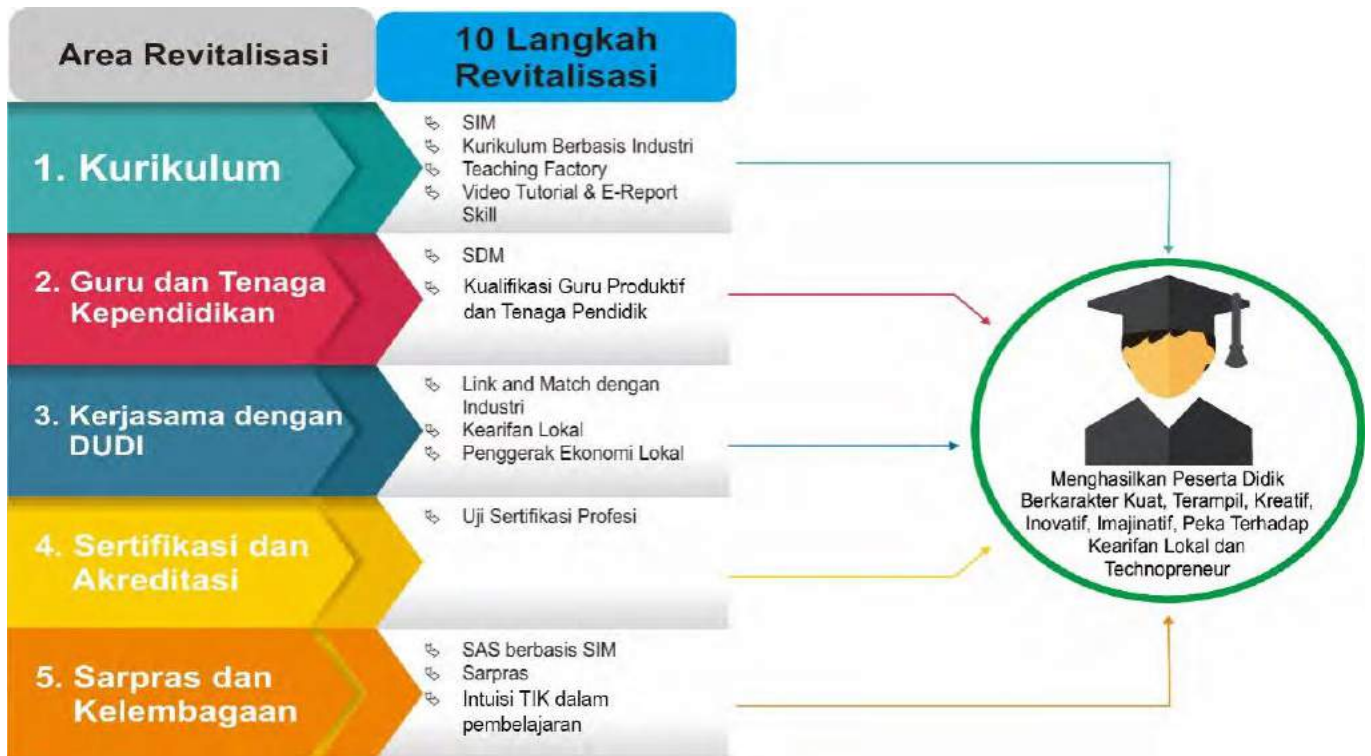 Area Revitalisasi
10 Langkah
Revitalisasi
1. Kurikulum
SIM
Kurikulum Berbasis Industri
Teaching Factory
Video Tutorial & E-Report
Skill
2. Guru dan Tenaga
Kependidikan
SDM
Kualifikasi Guru Produktif
dan Tenaga Pendidik
3. Kerjasama dengan
DUDI
Link and Match dengan
Industri
Kearifan Lokal
Penggerak Ekonomi Lokal
4. Sertifikasi dan
Akreditasi
Uji Sertifikasi Profesi
5. Sarpras dan
Kelembagaan
SAS berbasis SIM
Sarpras
Intuisi TIK dalam
pembelajaran
Menghasilkan Peserta Didik
Berkarakter Kuat, Terampil, Kreatif,
Inovatif, Imajinatif, Peka Terhadap
Kearifan Lokal dan
Technopreneur